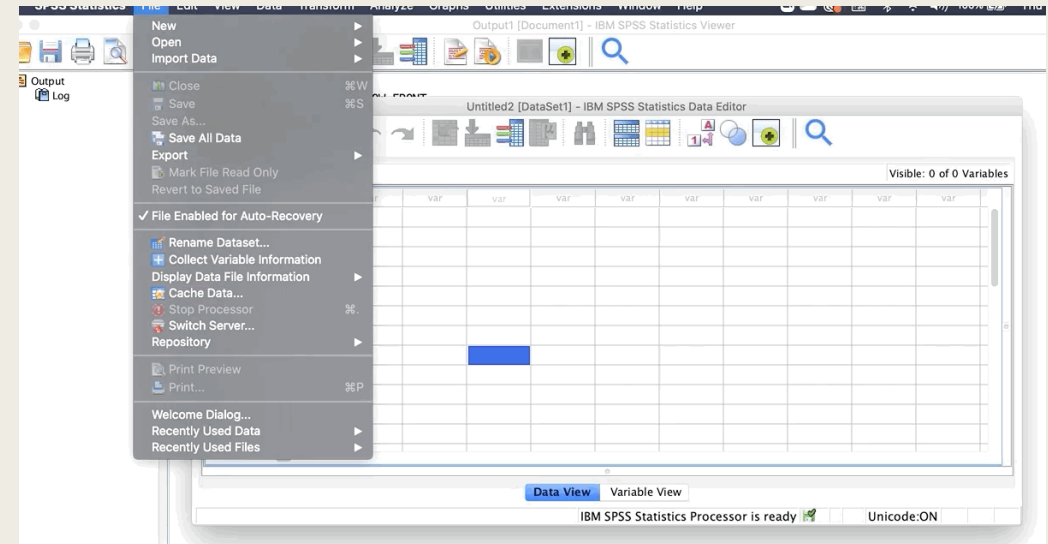 SPSS Statistics File Edit View Data Transform Analyze Graphs Utilities Extensions Window Help 100% Thu
Output1 [Document1] - IBM SPSS Statistics Viewer
New
Open
Import Data
Close ⌘W
Save ⌘S
Save As...
Save All Data
Export
Mark File Read Only
Revert to Saved File
✓ File Enabled for Auto-Recovery
Rename Dataset...
Collect Variable Information
Display Data File Information
Cache Data...
Stop Processor ⌘.
Switch Server...
Repository
Print Preview
Print... ⌘P
Welcome Dialog...
Recently Used Data
Recently Used Files
Output
Log
Untitled2 [DataSet1] - IBM SPSS Statistics Data Editor
Visible: 0 of 0 Variables
var var var var var var var var var
Data View Variable View
IBM SPSS Statistics Processor is ready Unicode:ON